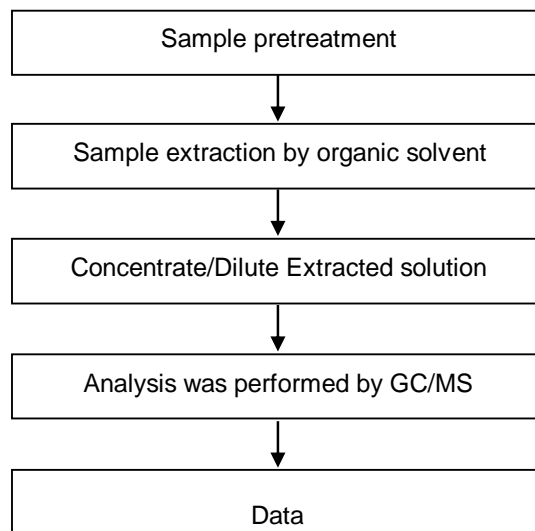 Sample pretreatment
Sample extraction by organic solvent
Concentrate/Dilute Extracted solution
Analysis was performed by GC/MS
Data